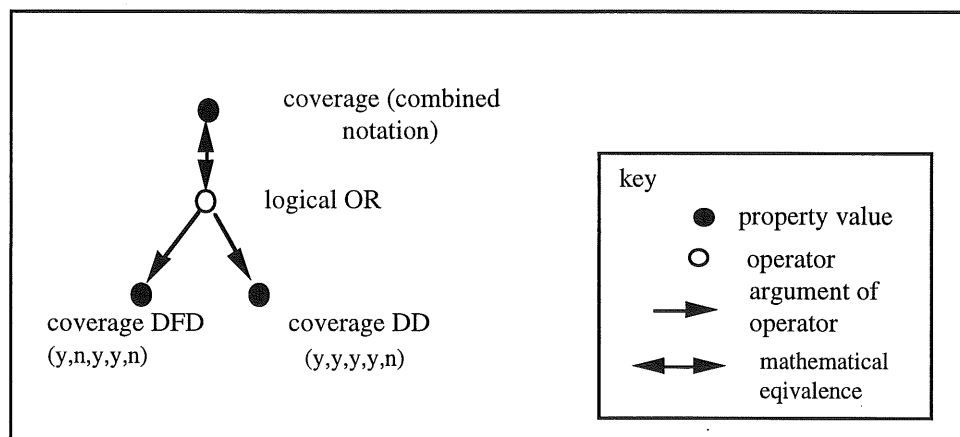 coverage (combined
notation)
logical OR
coverage DFD
(y,n,y,y,n)
coverage DD
(y,y,y,y,n)
key
property value
operator
argument of
operator
mathematical
eqivalence